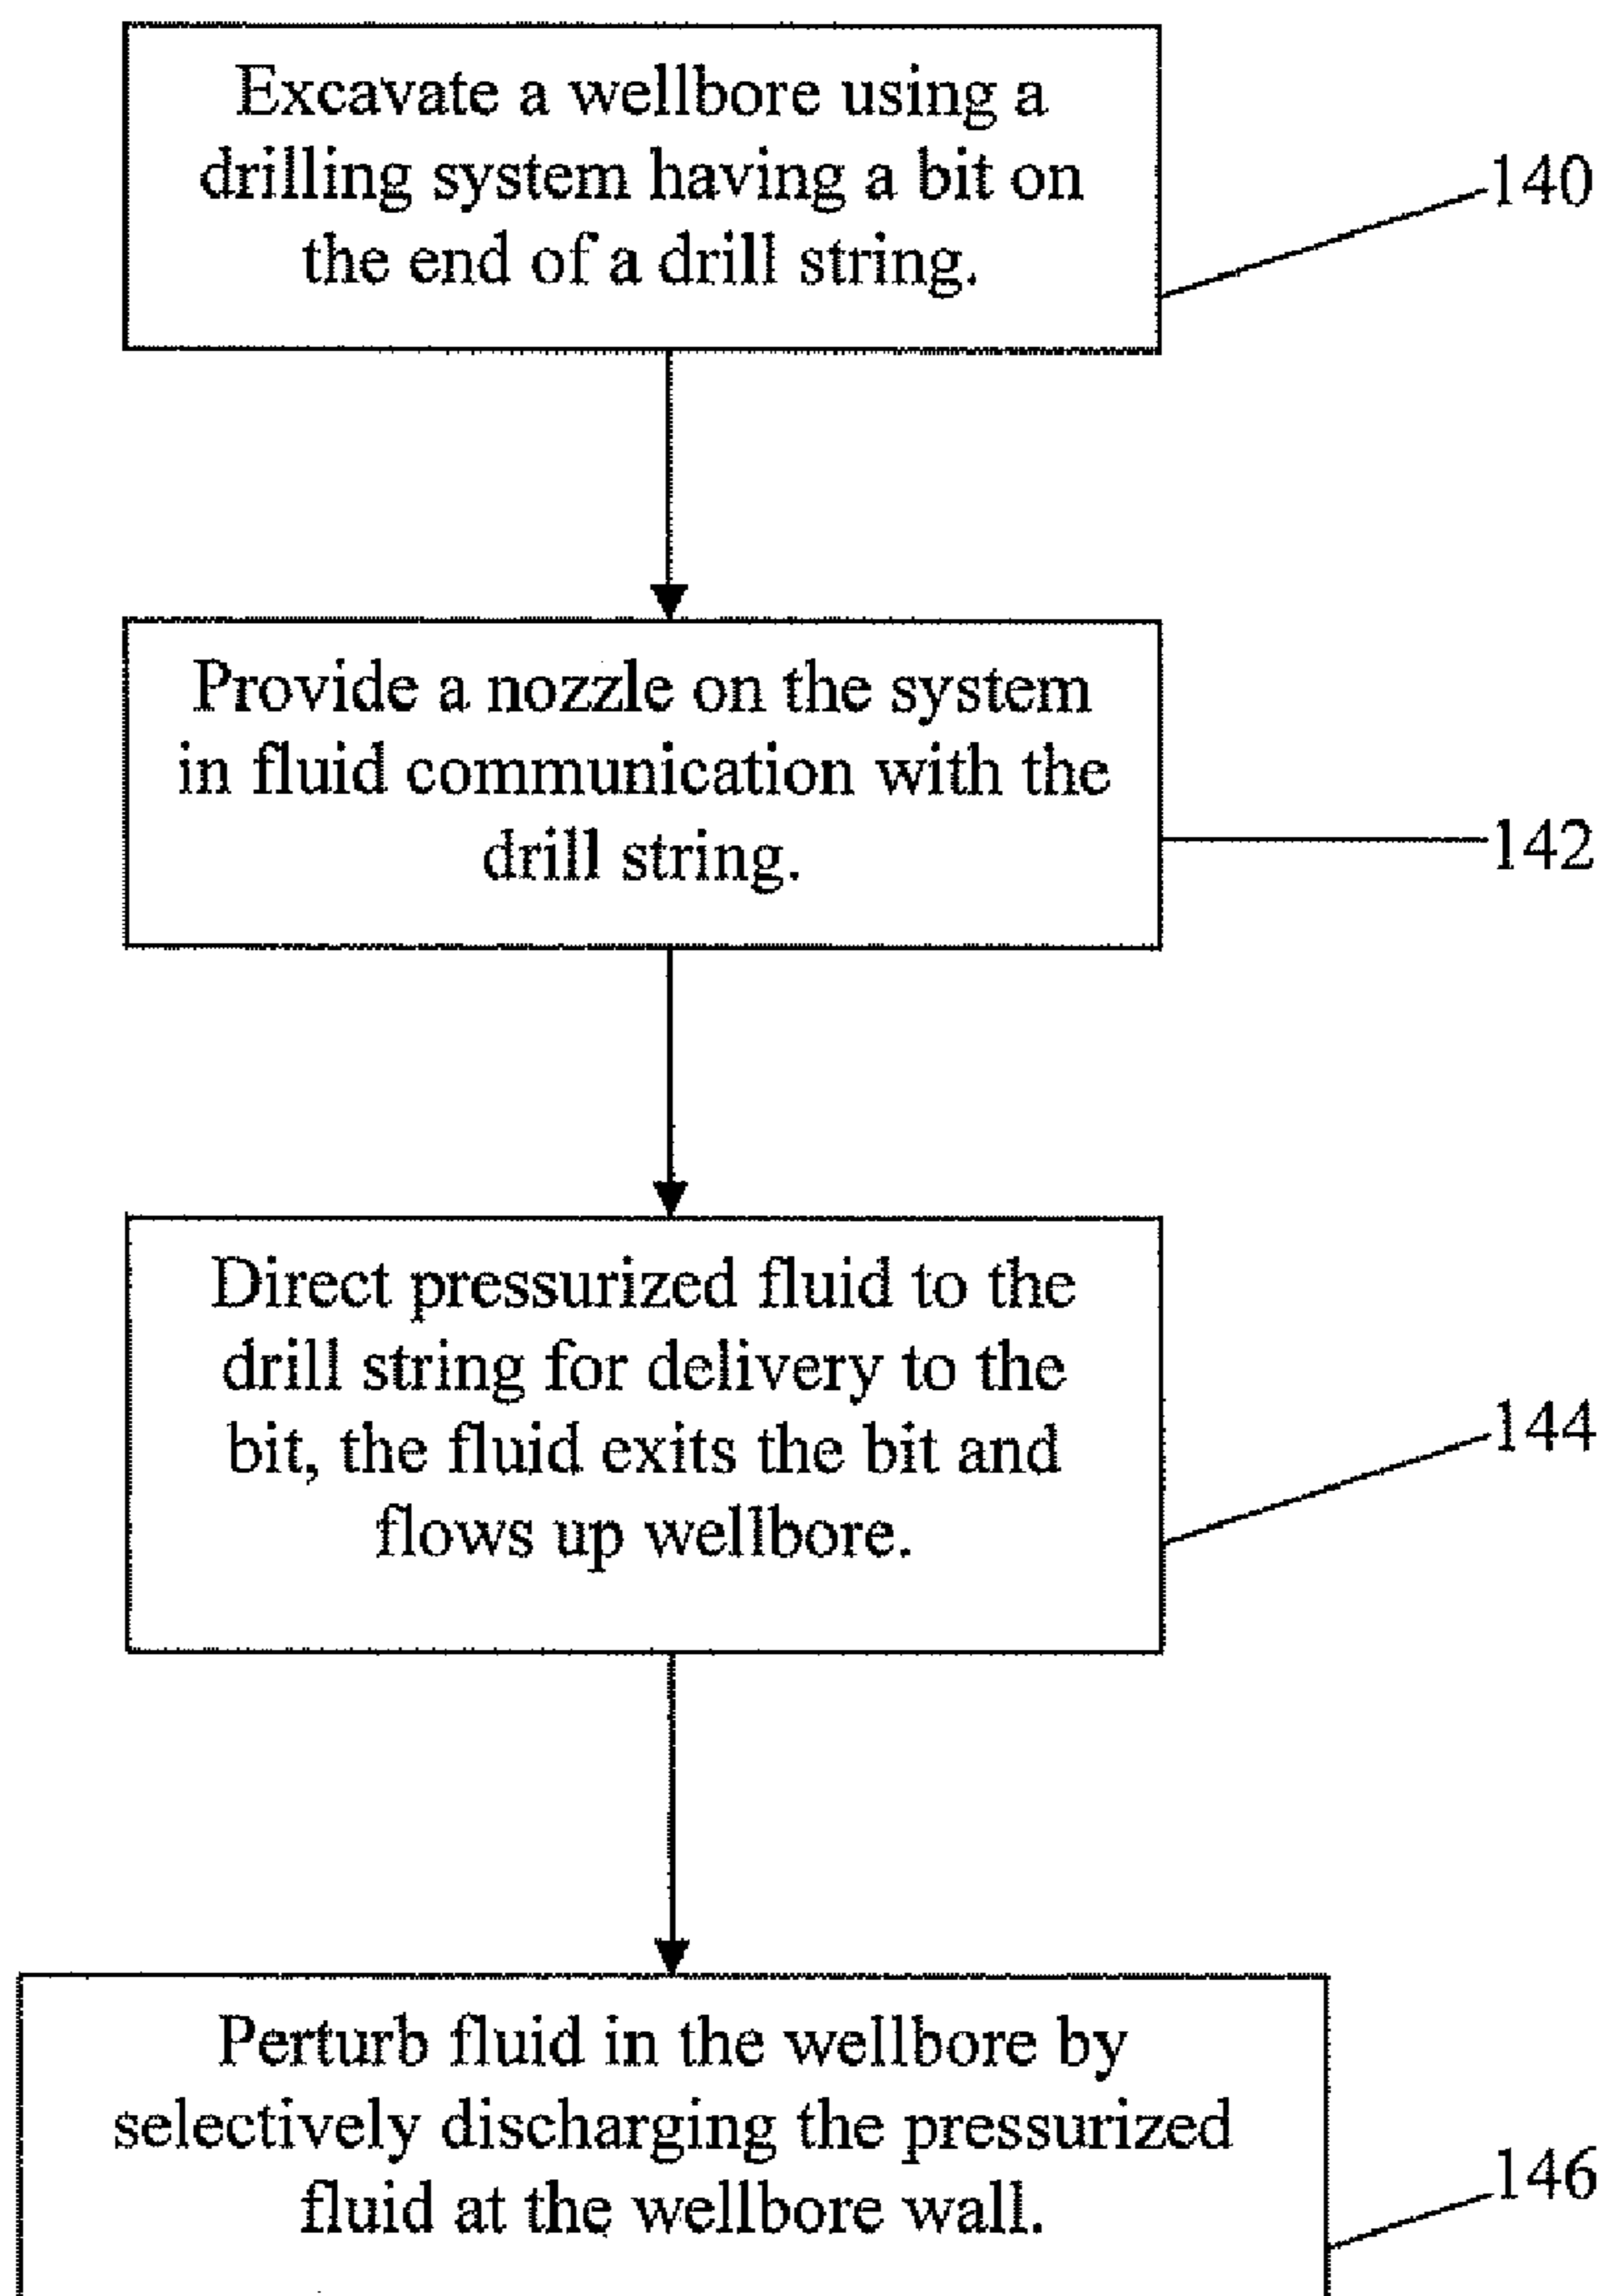 Excavate a wellbore using a
drilling system having a bit on
the end of a drill string.
140
Provide a nozzle on the system
in fluid communication with the
drill string.
142
Direct pressurized fluid to the
drill string for delivery to the
bit, the fluid exits the bit and
flows up wellbore.
144
Perturb fluid in the wellbore by
selectively discharging the pressurized
fluid at the wellbore wall.
146